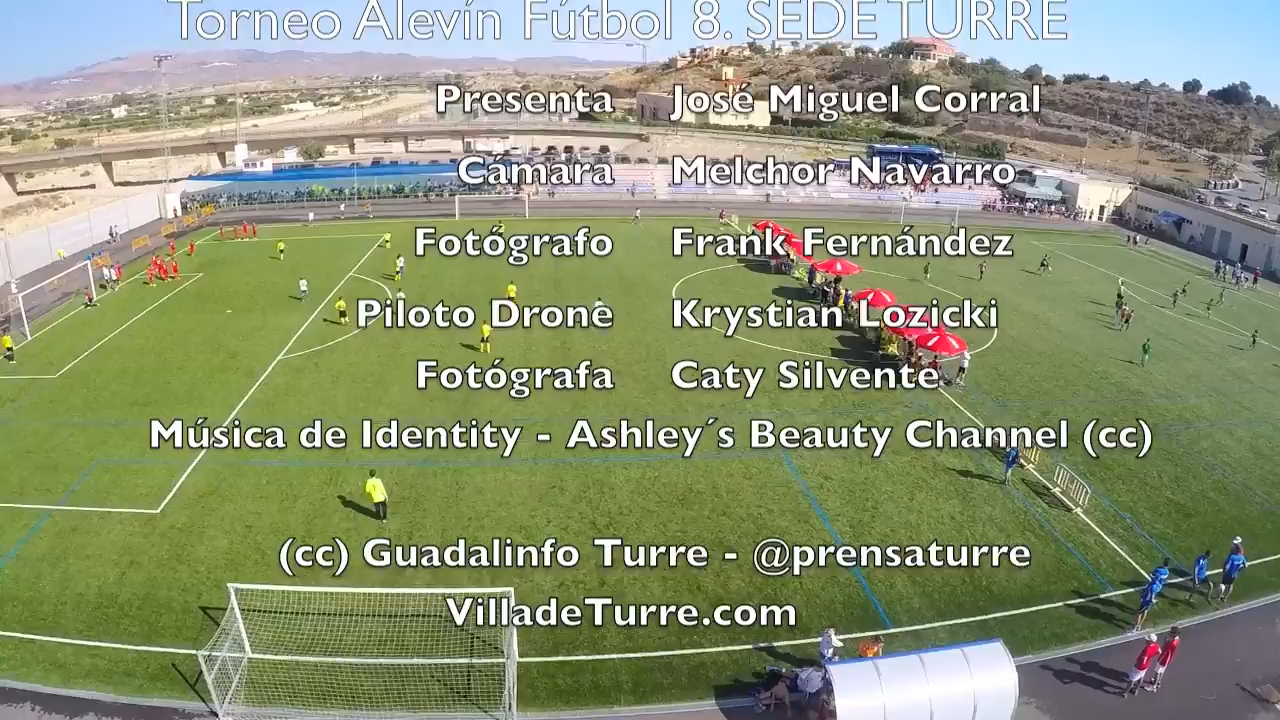 Torneo Alevín Fútbol 8. SEDE TURRE
Presenta José Miguel Corral
Cámara Melchor Navarro
Fotógrafo Frank Fernández
Piloto Drone Krystian Lozicki
Fotógrafa Caty Silvente
Música de Identity - Ashley´s Beauty Channel (cc)
(cc) Guadalinfo Turre - @prensaturre
VilladeTurre.com